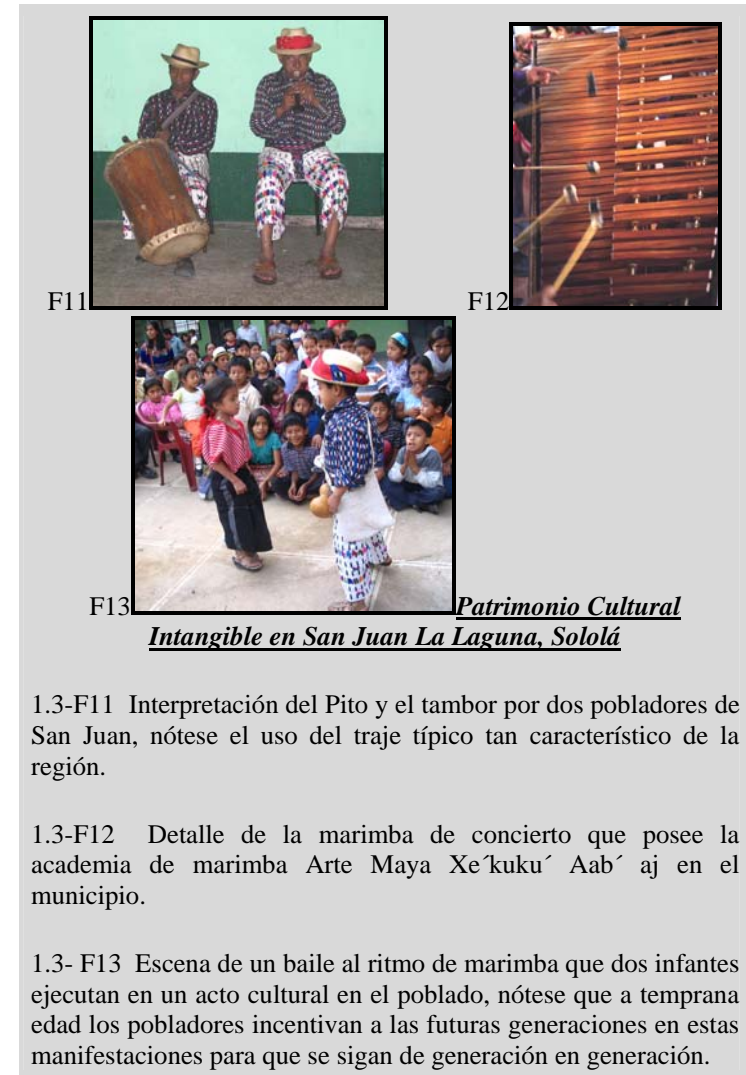 F11
F12
F13
Patrimonio Cultural
Intangible en San Juan La Laguna, Sololá
1.3-F11 Interpretación del Pito y el tambor por dos pobladores de
San Juan, nótese el uso del traje típico tan característico de la
región.
1.3-F12 Detalle de la marimba de concierto que posee la
academia de marimba Arte Maya Xe´kuku´ Aab´ aj en el
municipio.
1.3- F13 Escena de un baile al ritmo de marimba que dos infantes
ejecutan en un acto cultural en el poblado, nótese que a temprana
edad los pobladores incentivan a las futuras generaciones en estas
manifestaciones para que se sigan de generación en generación.